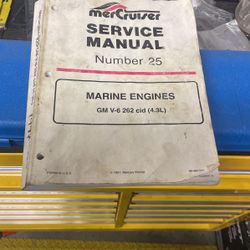 merCruiser
SERVICE
MANUAL
Number 25
MARINE ENGINES
GM V-6 262 cid (4.3L)